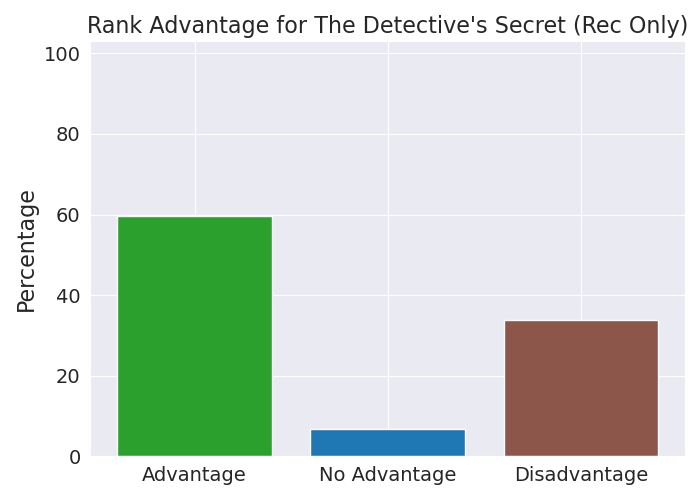 Rank Advantage for The Detective's Secret (Rec Only)
Percentage
100
80
60
40
20
0
Advantage
No Advantage
Disadvantage